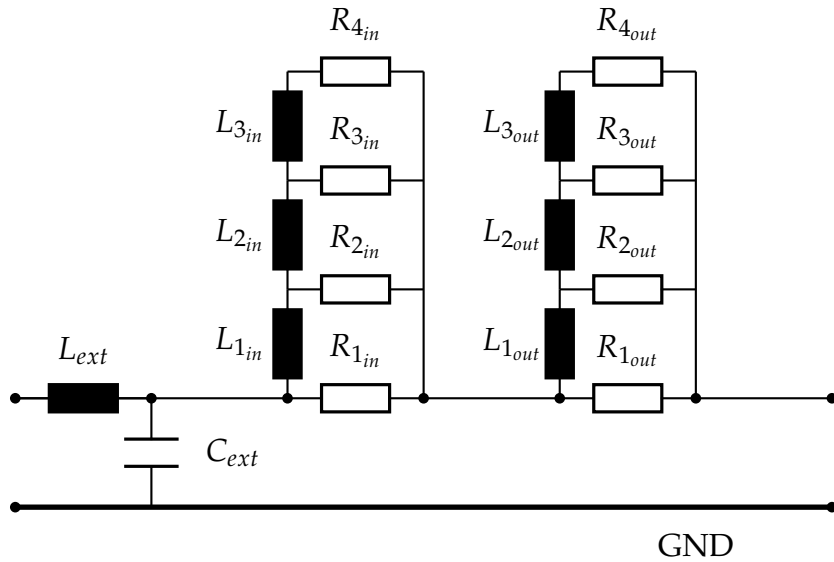 R4in R4out
L3in R3in L3out R3out
L2in R2in L2out R2out
L1in R1in L1out R1out
Lext
Cext
GND